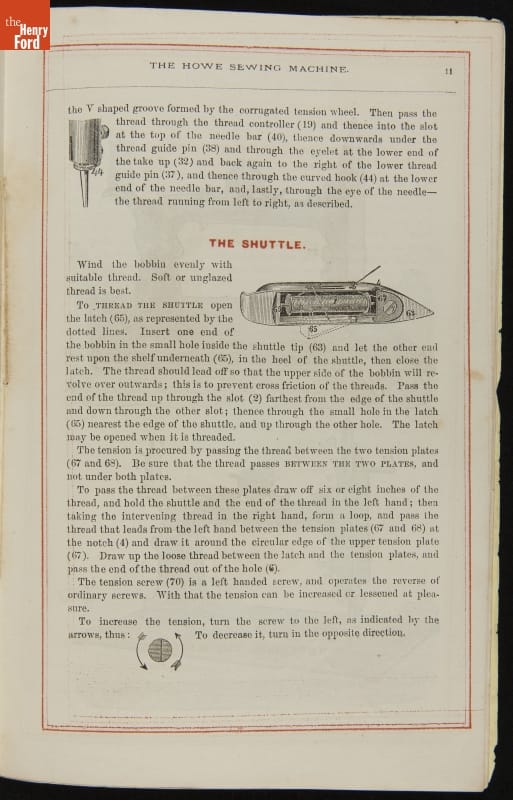 the
Henry
Ford
THE HOWE SEWING MACHINE.
11
the V shaped groove formed by the corrugated tension wheel. Then pass the
thread through the thread controller (19) and thence into the slot
at the top of the needle bar (40), thence downwards under the
thread guide pin (38) and through the eyelet at the lower end of
the take up (32) and back again to the right of the lower thread
guide pin (37), and thence through the curved hook (44) at the lower
end of the needle bar, and, lastly, through the eye of the needle—
the thread running from left to right, as described.
44
THE SHUTTLE.
Wind the bobbin evenly with
suitable thread. Soft or unglazed
thread is best.
To THREAD THE SHUTTLE open
the latch (65), as represented by the
dotted lines. Insert one end of
67
63
65
the bobbin in the small hole inside the shuttle tip (63) and let the other end
rest upon the shelf underneath (65), in the heel of the shuttle, then close the
latch. The thread should lead off so that the upper side of the bobbin will re-
volve over outwards; this is to prevent cross friction of the threads. Pass the
end of the thread up through the slot (2) farthest from the edge of the shuttle
and down through the other slot; thence through the small hole in the latch
(65) nearest the edge of the shuttle, and up through the other hole. The latch
may be opened when it is threaded.
The tension is procured by passing the thread between the two tension plates
(67 and 68). Be sure that the thread passes BETWEEN THE TWO PLATES, and
not under both plates.
To pass the thread between these plates draw off six or eight inches of the
thread, and hold the shuttle and the end of the thread in the left hand; then
taking the intervening thread in the right hand, form a loop, and pass the
thread that leads from the left hand between the tension plates (67 and 68) at
the notch (4) and draw it around the circular edge of the upper tension plate
(67). Draw up the loose thread between the latch and the tension plates, and
pass the end of the thread out of the hole (6).
The tension screw (70) is a left handed screw, and operates the reverse of
ordinary screws. With that the tension can be increased or lessened at plea-
sure.
To increase the tension, turn the screw to the left, as indicated by the
arrows, thus: To decrease it, turn in the opposite direction.